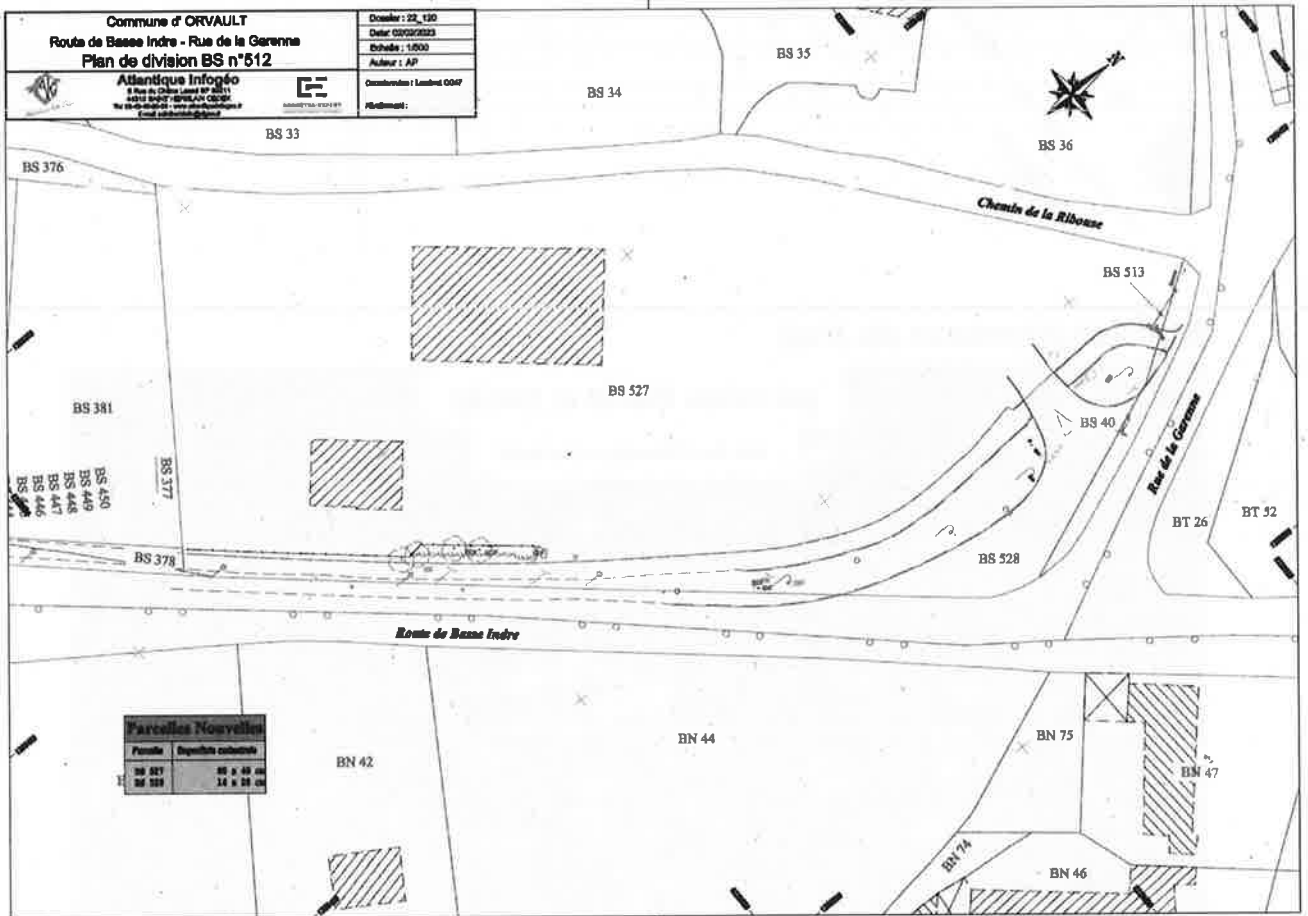 Commune d' ORVAULT
Route de Basse Indre - Rue de la Garenne
Plan de division BS n°512
Dossier : 22_120
Date: 02/02/2023
Echelle : 1/500
Auteur : AP
Atlantique Infogéo
GÉOMÈTRE-EXPERT
BS 33
BS 34
BS 35
BS 36
BS 376
Chemin de la Ribouse
BS 513
BS 527
BS 381
BS 40
Rue de la Garenne
BS 377
BS 450
BS 449
BS 448
BS 447
BS 446
BT 26
BT 52
BS 378
BS 528
Route de Basse Indre
Parcelles Nouvelles
Parcelle
BN 42
BN 44
BN 75
BN 47
BN 74
BN 46